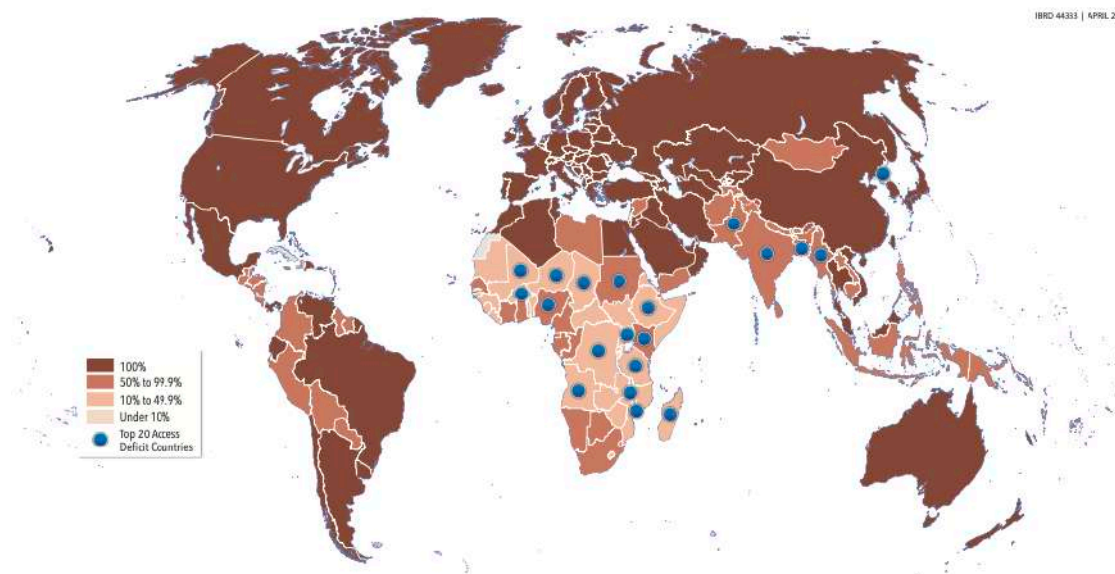 IBRD 44333 | APRIL 2
100%
50% to 99.9%
10% to 49.9%
Under 10%
Top 20 Access
Deficit Countries